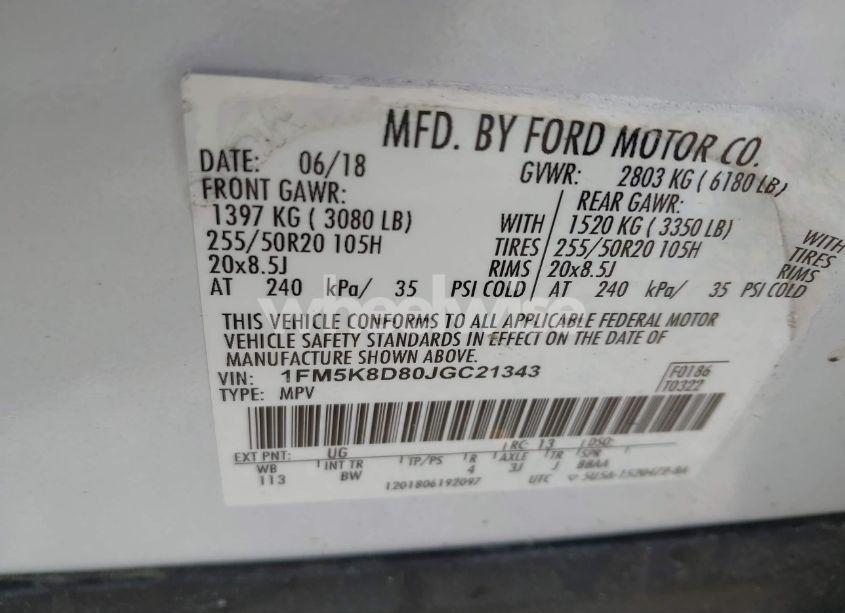 MFD. BY FORD MOTOR CO.
DATE: 06/18 GVWR: 2803 KG ( 6180 LB)
FRONT GAWR: REAR GAWR:
1397 KG ( 3080 LB) WITH 1520 KG ( 3350 LB) WITH
255/50R20 105H TIRES 255/50R20 105H TIRES
20x8.5J RIMS 20x8.5J RIMS
AT 240 kPa/ 35 PSI COLD AT 240 kPa/ 35 PSI COLD
wheelwise
THIS VEHICLE CONFORMS TO ALL APPLICABLE FEDERAL MOTOR
VEHICLE SAFETY STANDARDS IN EFFECT ON THE DATE OF
MANUFACTURE SHOWN ABOVE.
VIN: 1FM5K8D80JGC21343 F0186
TYPE: MPV T0322
EXT PNT: UG RC: 13 DSO:
WB INT TR TP/PS R AXLE TR SPR
113 BW 4 3J J BBAA
1201806192097 UTC